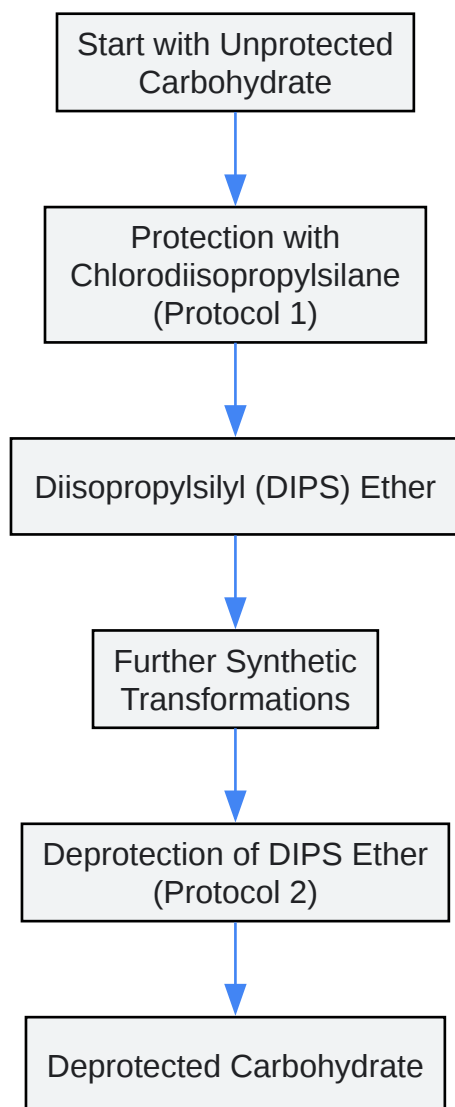 Start with Unprotected
Carbohydrate
Protection with
Chlorodiisopropylsilane
(Protocol 1)
Diisopropylsilyl (DIPS) Ether
Further Synthetic
Transformations
Deprotection of DIPS Ether
(Protocol 2)
Deprotected Carbohydrate